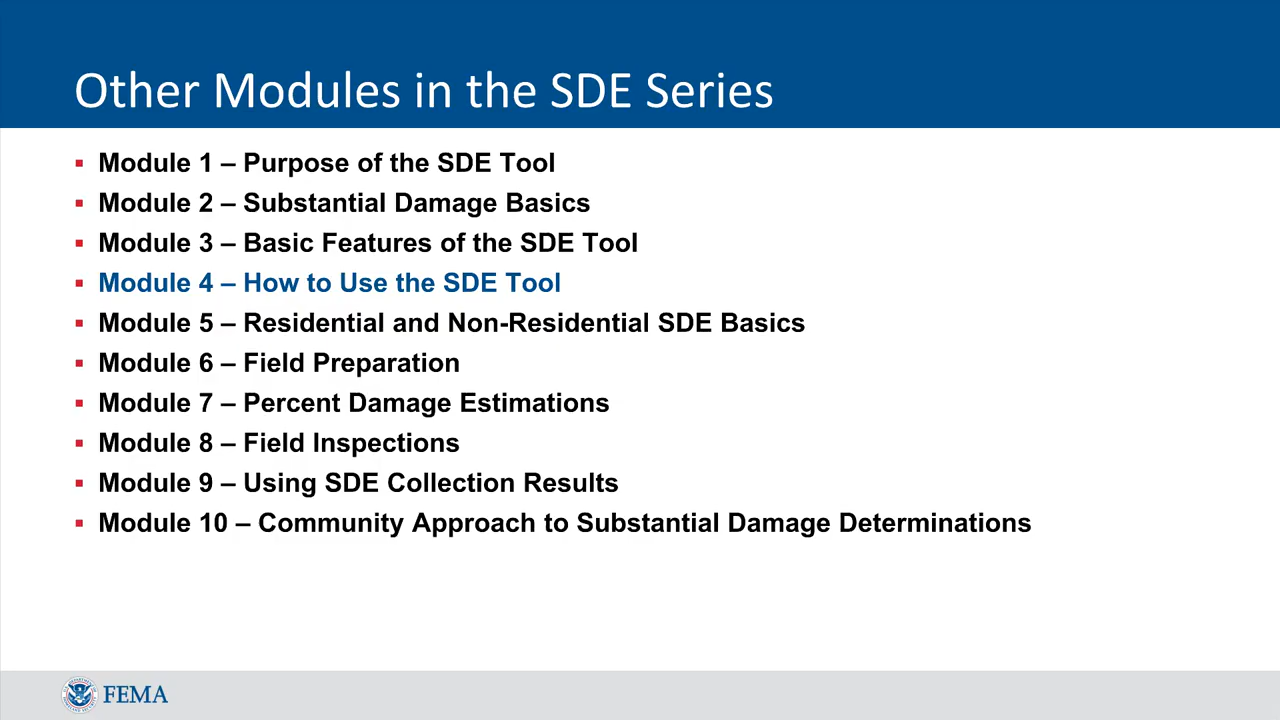 Other Modules in the SDE Series
Module 1 – Purpose of the SDE Tool
Module 2 – Substantial Damage Basics
Module 3 – Basic Features of the SDE Tool
Module 4 – How to Use the SDE Tool
Module 5 – Residential and Non-Residential SDE Basics
Module 6 – Field Preparation
Module 7 – Percent Damage Estimations
Module 8 – Field Inspections
Module 9 – Using SDE Collection Results
Module 10 – Community Approach to Substantial Damage Determinations
FEMA